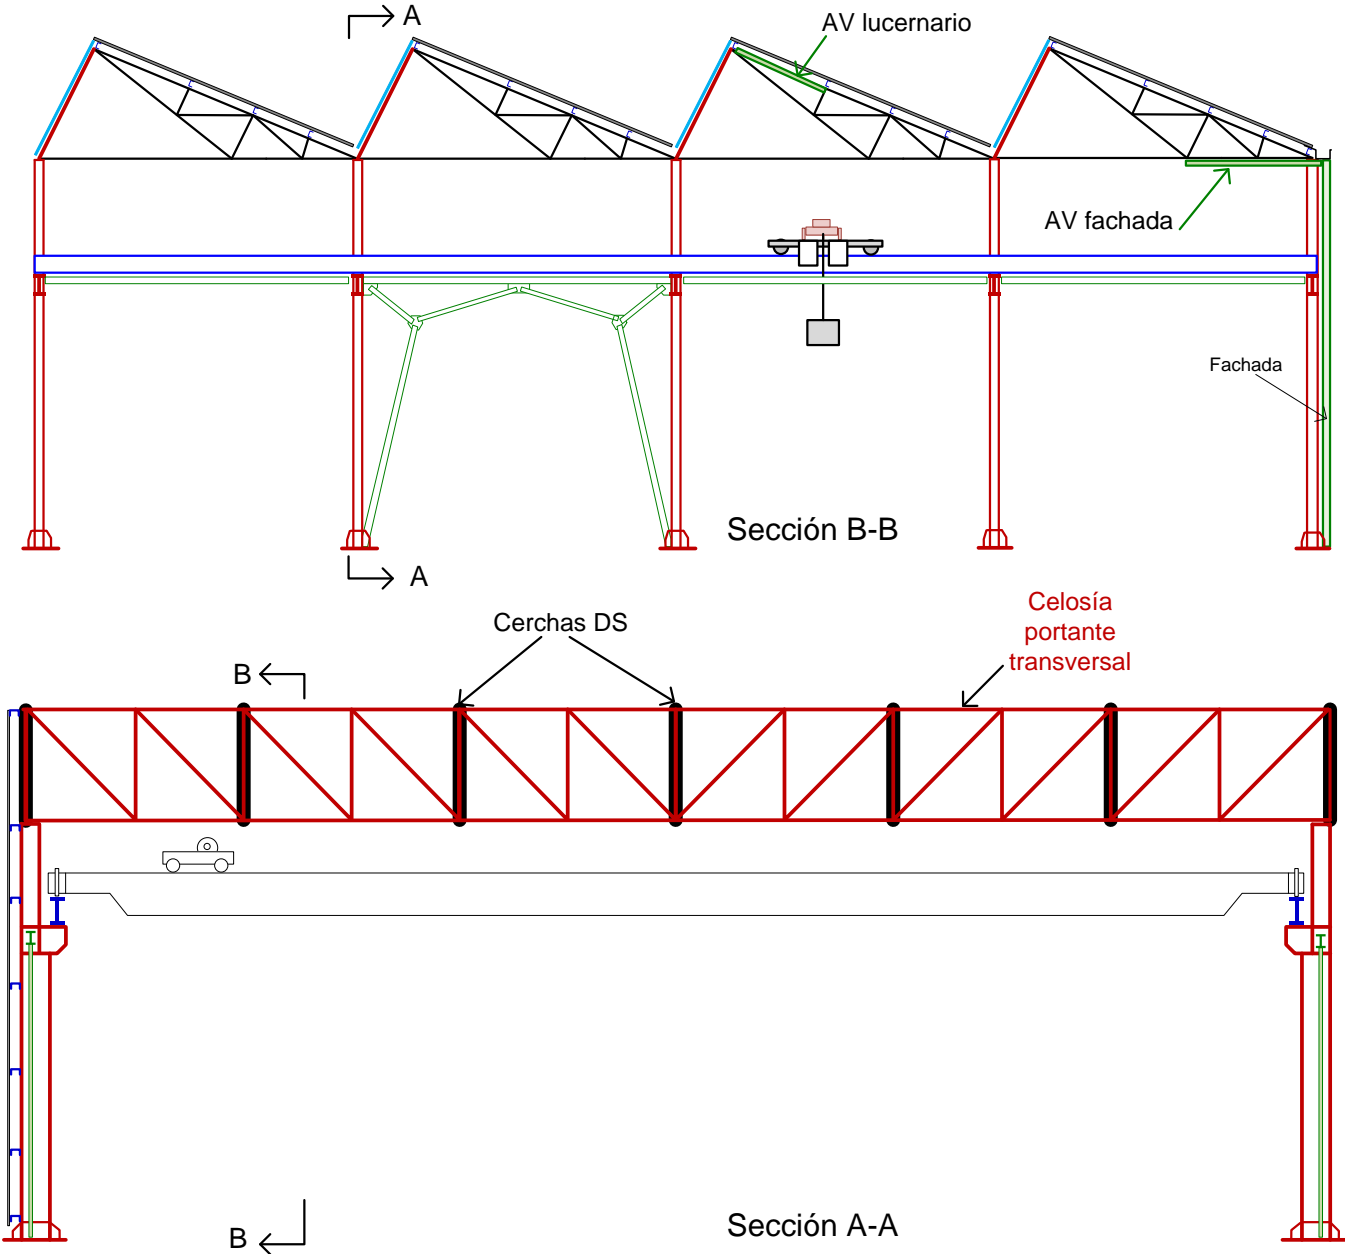 A
AV lucernario
AV fachada
Fachada
Sección B-B
A
Cerchas DS
Celosía
portante
transversal
B
Sección A-A
B